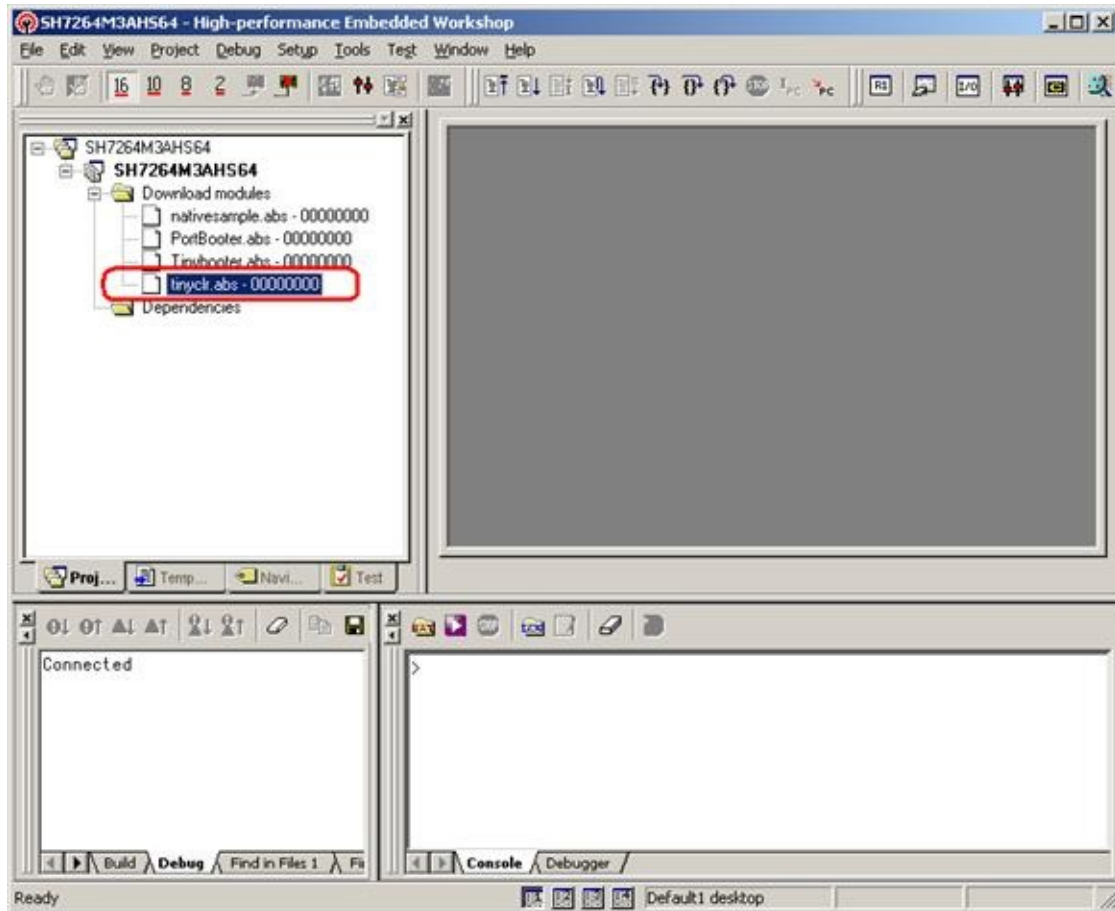 SH7264M3AHS64 - High-performance Embedded Workshop
File Edit View Project Debug Setup Tools Test Window Help
16 10 8 2
SH7264M3AHS64
SH7264M3AHS64
Download modules
nativesample.abs - 00000000
PortBooter.abs - 00000000
Tinybooter.abs - 00000000
tinyclr.abs - 00000000
Dependencies
Proj... Temp... Navi... Test
Connected
>
Build Debug Find in Files 1 Fi
Console Debugger
Ready
Default1 desktop